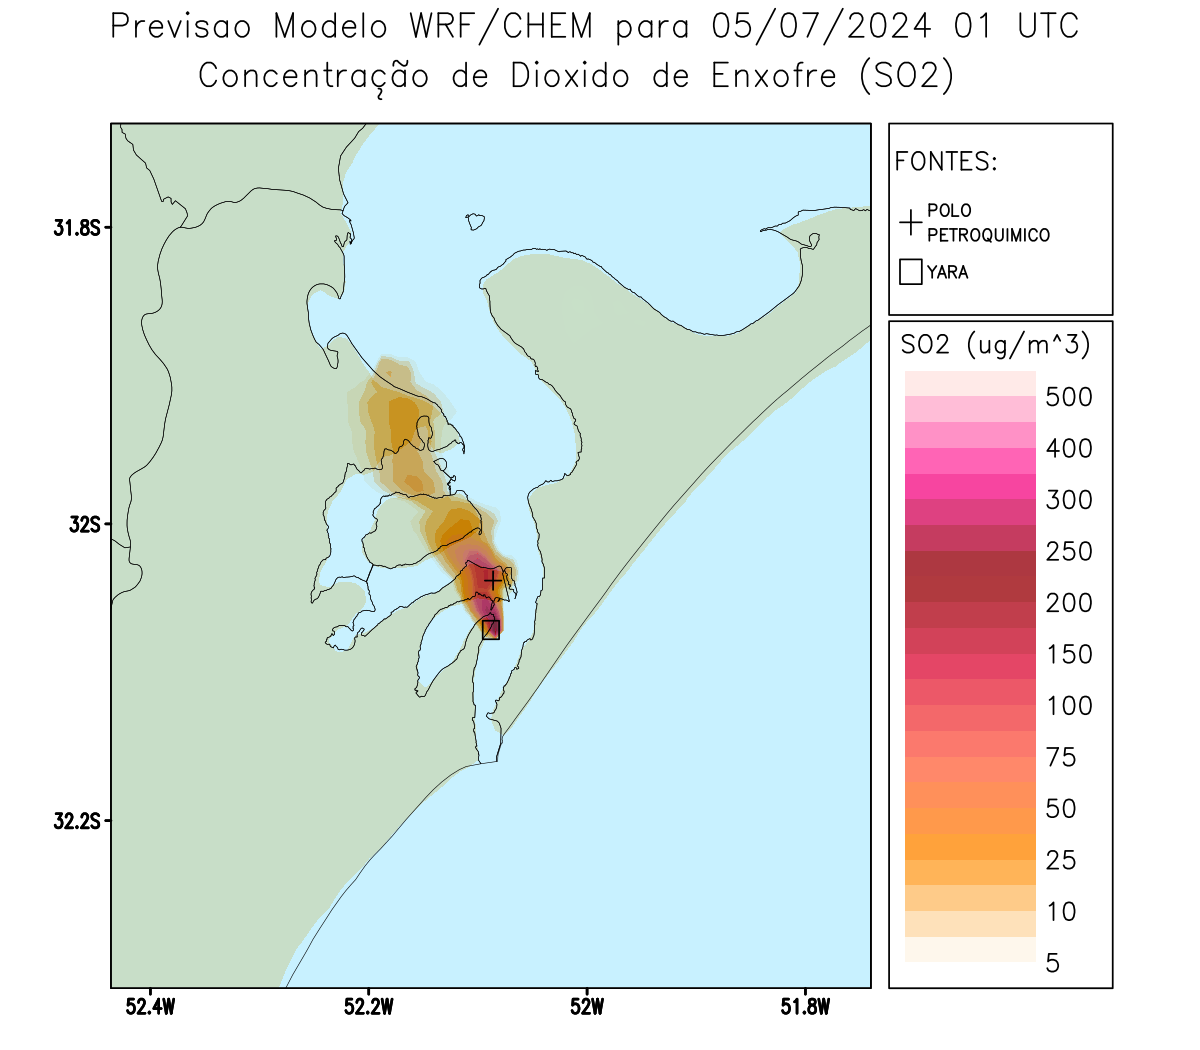 Previsao Modelo WRF/CHEM para 05/07/2024 01 UTC
Concentração de Dioxido de Enxofre (SO2)
FONTES:
POLO
PETROQUIMICO
YARA
31.8S
32S
32.2S
52.4W
52.2W
52W
51.8W
SO2 (ug/m^3)
500
400
300
250
200
150
100
75
50
25
10
5